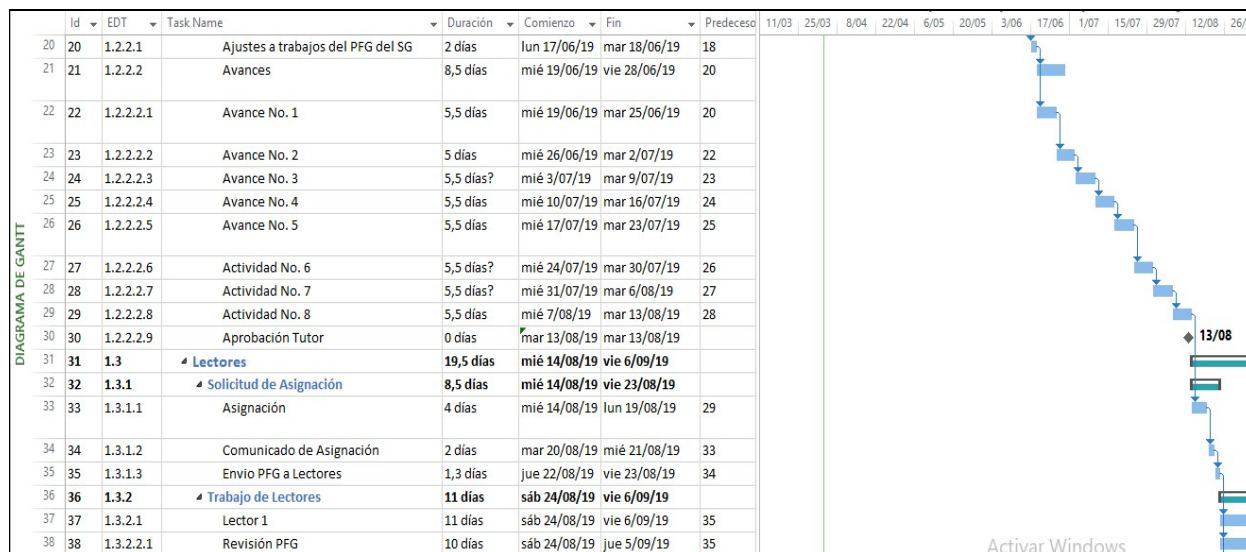 Id EDT Task Name Duración Comienzo Fin Predeceso 11/03 25/03 8/04 22/04 6/05 20/05 3/06 17/06 1/07 15/07 29/07 12/08 26/
20 20 1.2.2.1 Ajustes a trabajos del PFG del SG 2 días lun 17/06/19 mar 18/06/19 18
21 21 1.2.2.2 Avances 8,5 días mié 19/06/19 vie 28/06/19 20
22 22 1.2.2.2.1 Avance No. 1 5,5 días mié 19/06/19 mar 25/06/19 20
23 23 1.2.2.2.2 Avance No. 2 5 días mié 26/06/19 mar 2/07/19 22
24 24 1.2.2.2.3 Avance No. 3 5,5 días? mié 3/07/19 mar 9/07/19 23
25 25 1.2.2.2.4 Avance No. 4 5,5 días mié 10/07/19 mar 16/07/19 24
26 26 1.2.2.2.5 Avance No. 5 5,5 días mié 17/07/19 mar 23/07/19 25
27 27 1.2.2.2.6 Actividad No. 6 5,5 días? mié 24/07/19 mar 30/07/19 26
28 28 1.2.2.2.7 Actividad No. 7 5,5 días? mié 31/07/19 mar 6/08/19 27
29 29 1.2.2.2.8 Actividad No. 8 5,5 días mié 7/08/19 mar 13/08/19 28
30 30 1.2.2.2.9 Aprobación Tutor 0 días mar 13/08/19 mar 13/08/19 13/08
31 31 1.3 Lectores 19,5 días mié 14/08/19 vie 6/09/19
32 32 1.3.1 Solicitud de Asignación 8,5 días mié 14/08/19 vie 23/08/19
33 33 1.3.1.1 Asignación 4 días mié 14/08/19 lun 19/08/19 29
34 34 1.3.1.2 Comunicado de Asignación 2 días mar 20/08/19 mié 21/08/19 33
35 35 1.3.1.3 Envio PFG a Lectores 1,3 días jue 22/08/19 vie 23/08/19 34
36 36 1.3.2 Trabajo de Lectores 11 días sáb 24/08/19 vie 6/09/19
37 37 1.3.2.1 Lector 1 11 días sáb 24/08/19 vie 6/09/19 35
38 38 1.3.2.2.1 Revisión PFG 10 días sáb 24/08/19 jue 5/09/19 35
DIAGRAMA DE GANTT
Activar Windows